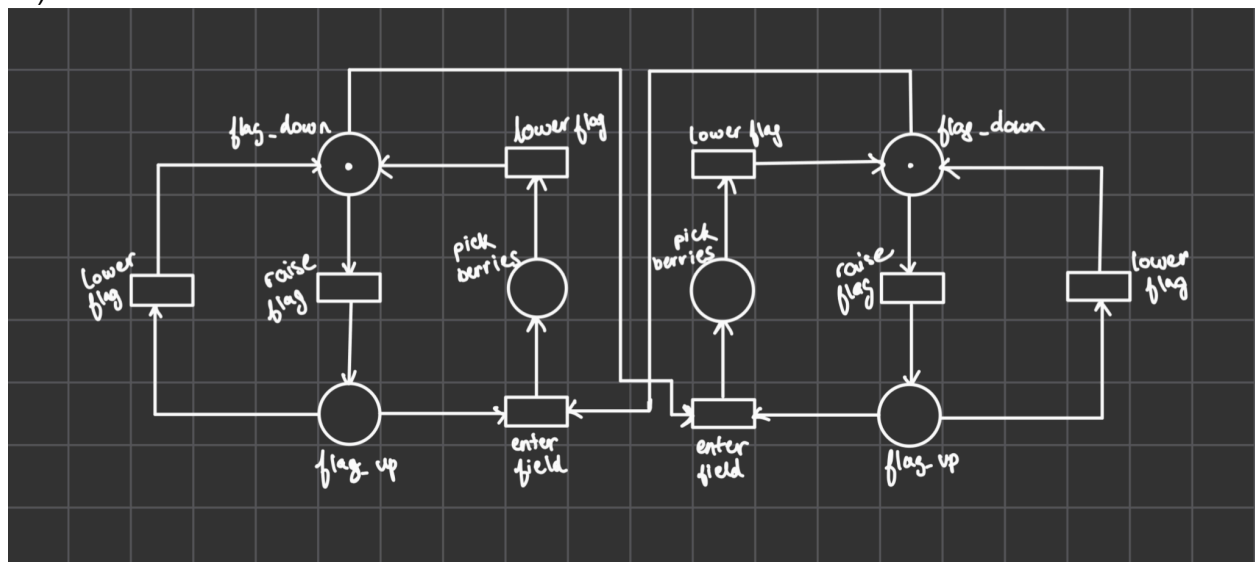 flag_down
lower flag
lower flag
flag_down
lower
flag
raise
flag
pick
berries
pick
berries
raise
flag
lower
flag
flag_up
enter
field
enter
field
flag_up